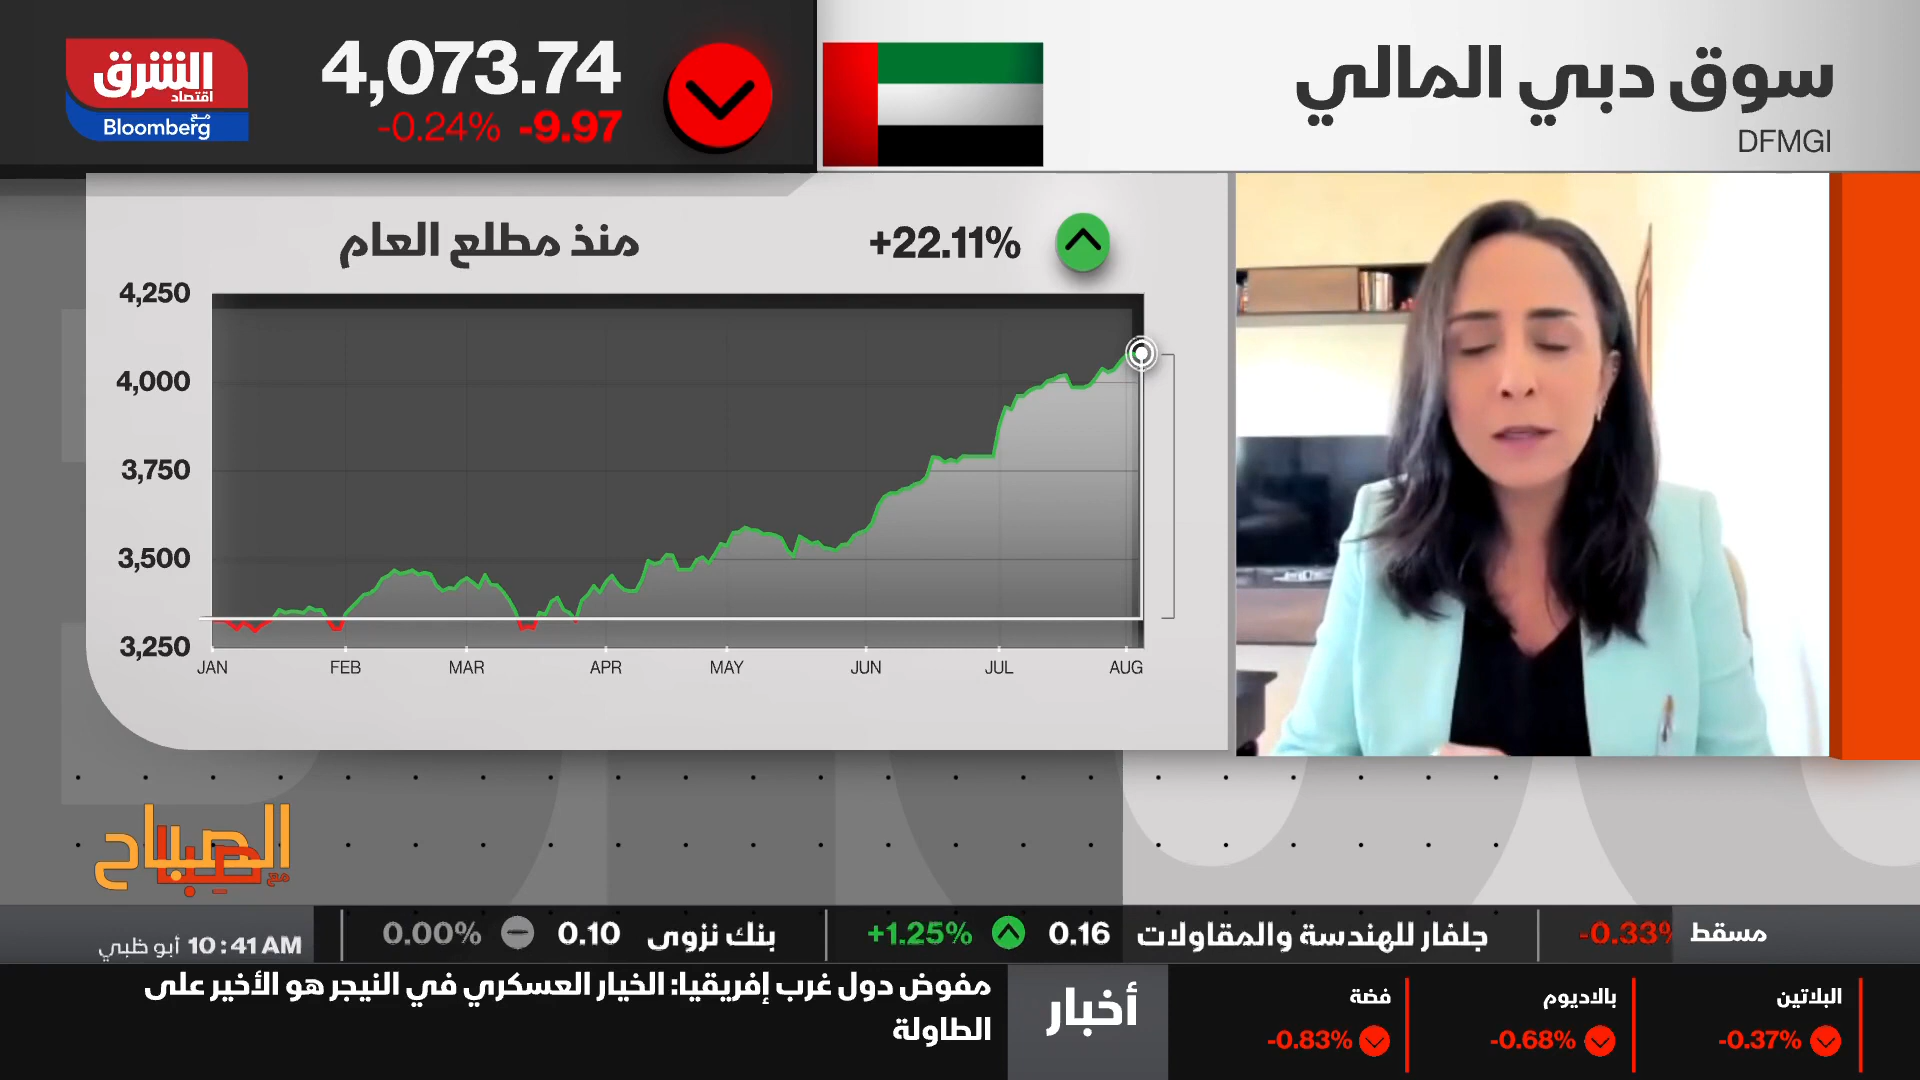 الشرق
اقتصاد
مع
Bloomberg
4,073.74
-0.24% -9.97
سوق دبي المالي
DFMGI
منذ مطلع العام
+22.11%
4,250
4,000
3,750
3,500
3,250
JAN FEB MAR APR MAY JUN JUL AUG
الصباح
مع صبا
مسقط -0.33%
جلفار للهندسة والمقاولات 0.16 +1.25%
بنك نزوى 0.10 0.00%
10:41 AM أبو ظبي
البلاتين
-0.37%
بالاديوم
-0.68%
فضة
-0.83%
أخبار
مفوض دول غرب إفريقيا: الخيار العسكري في النيجر هو الأخير على
الطاولة